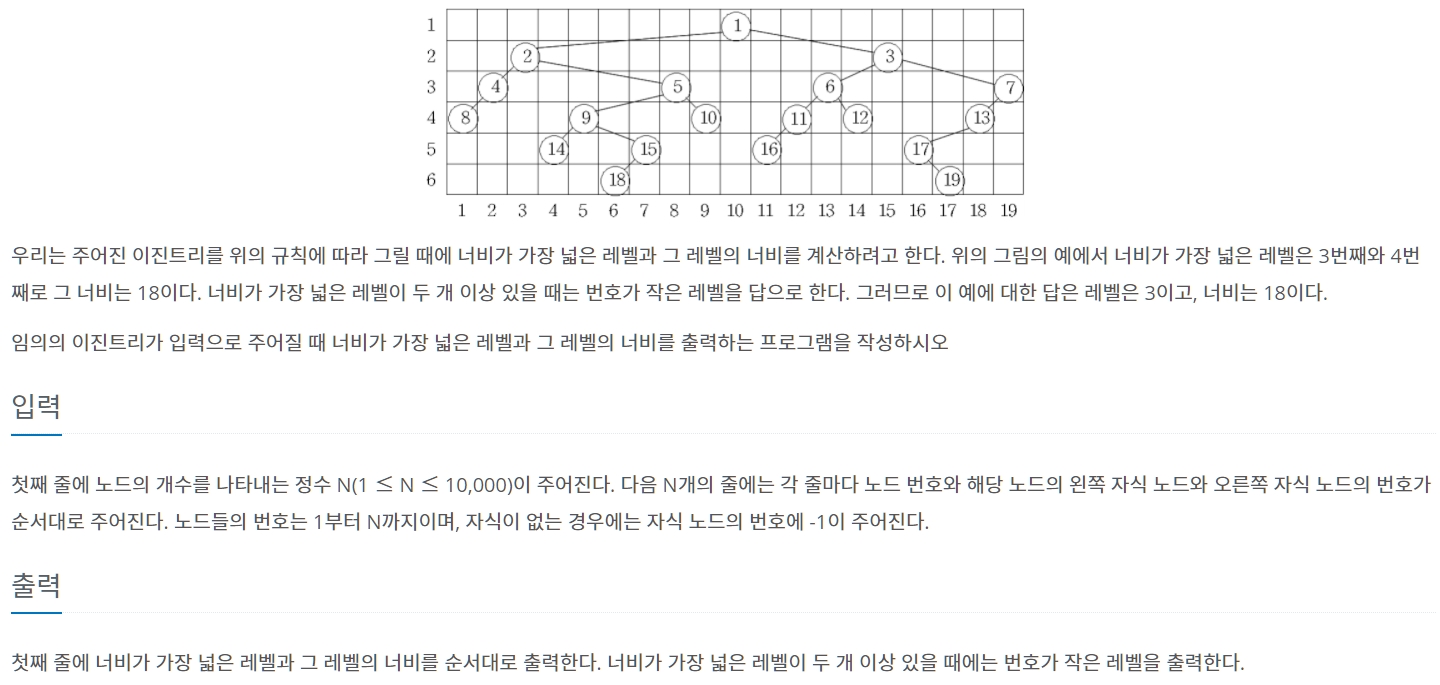 1 1
2 2 3
3 4 5 6 7
4 8 9 10 11 12 13
5 14 15 16 17
6 18 19
1 2 3 4 5 6 7 8 9 10 11 12 13 14 15 16 17 18 19
우리는 주어진 이진트리를 위의 규칙에 따라 그릴 때에 너비가 가장 넓은 레벨과 그 레벨의 너비를 계산하려고 한다. 위의 그림의 예에서 너비가 가장 넓은 레벨은 3번째와 4번
째로 그 너비는 18이다. 너비가 가장 넓은 레벨이 두 개 이상 있을 때는 번호가 작은 레벨을 답으로 한다. 그러므로 이 예에 대한 답은 레벨은 3이고, 너비는 18이다.
임의의 이진트리가 입력으로 주어질 때 너비가 가장 넓은 레벨과 그 레벨의 너비를 출력하는 프로그램을 작성하시오
입력
첫째 줄에 노드의 개수를 나타내는 정수 N(1 ≤ N ≤ 10,000)이 주어진다. 다음 N개의 줄에는 각 줄마다 노드 번호와 해당 노드의 왼쪽 자식 노드와 오른쪽 자식 노드의 번호가
순서대로 주어진다. 노드들의 번호는 1부터 N까지이며, 자식이 없는 경우에는 자식 노드의 번호에 -1이 주어진다.
출력
첫째 줄에 너비가 가장 넓은 레벨과 그 레벨의 너비를 순서대로 출력한다. 너비가 가장 넓은 레벨이 두 개 이상 있을 때에는 번호가 작은 레벨을 출력한다.